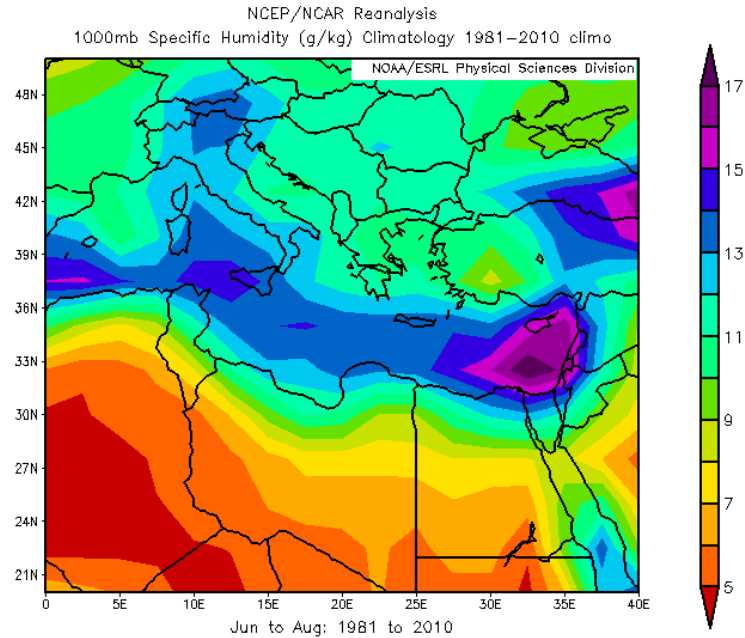 NCEP/NCAR Reanalysis
1000mb Specific Humidity (g/kg) Climatology 1981-2010 climo
NOAA/ESRL Physical Sciences Division
48N
45N
42N
39N
36N
33N
30N
27N
24N
21N
0 5E 10E 15E 20E 25E 30E 35E 40E
Jun to Aug: 1981 to 2010
17
15
13
11
9
7
5